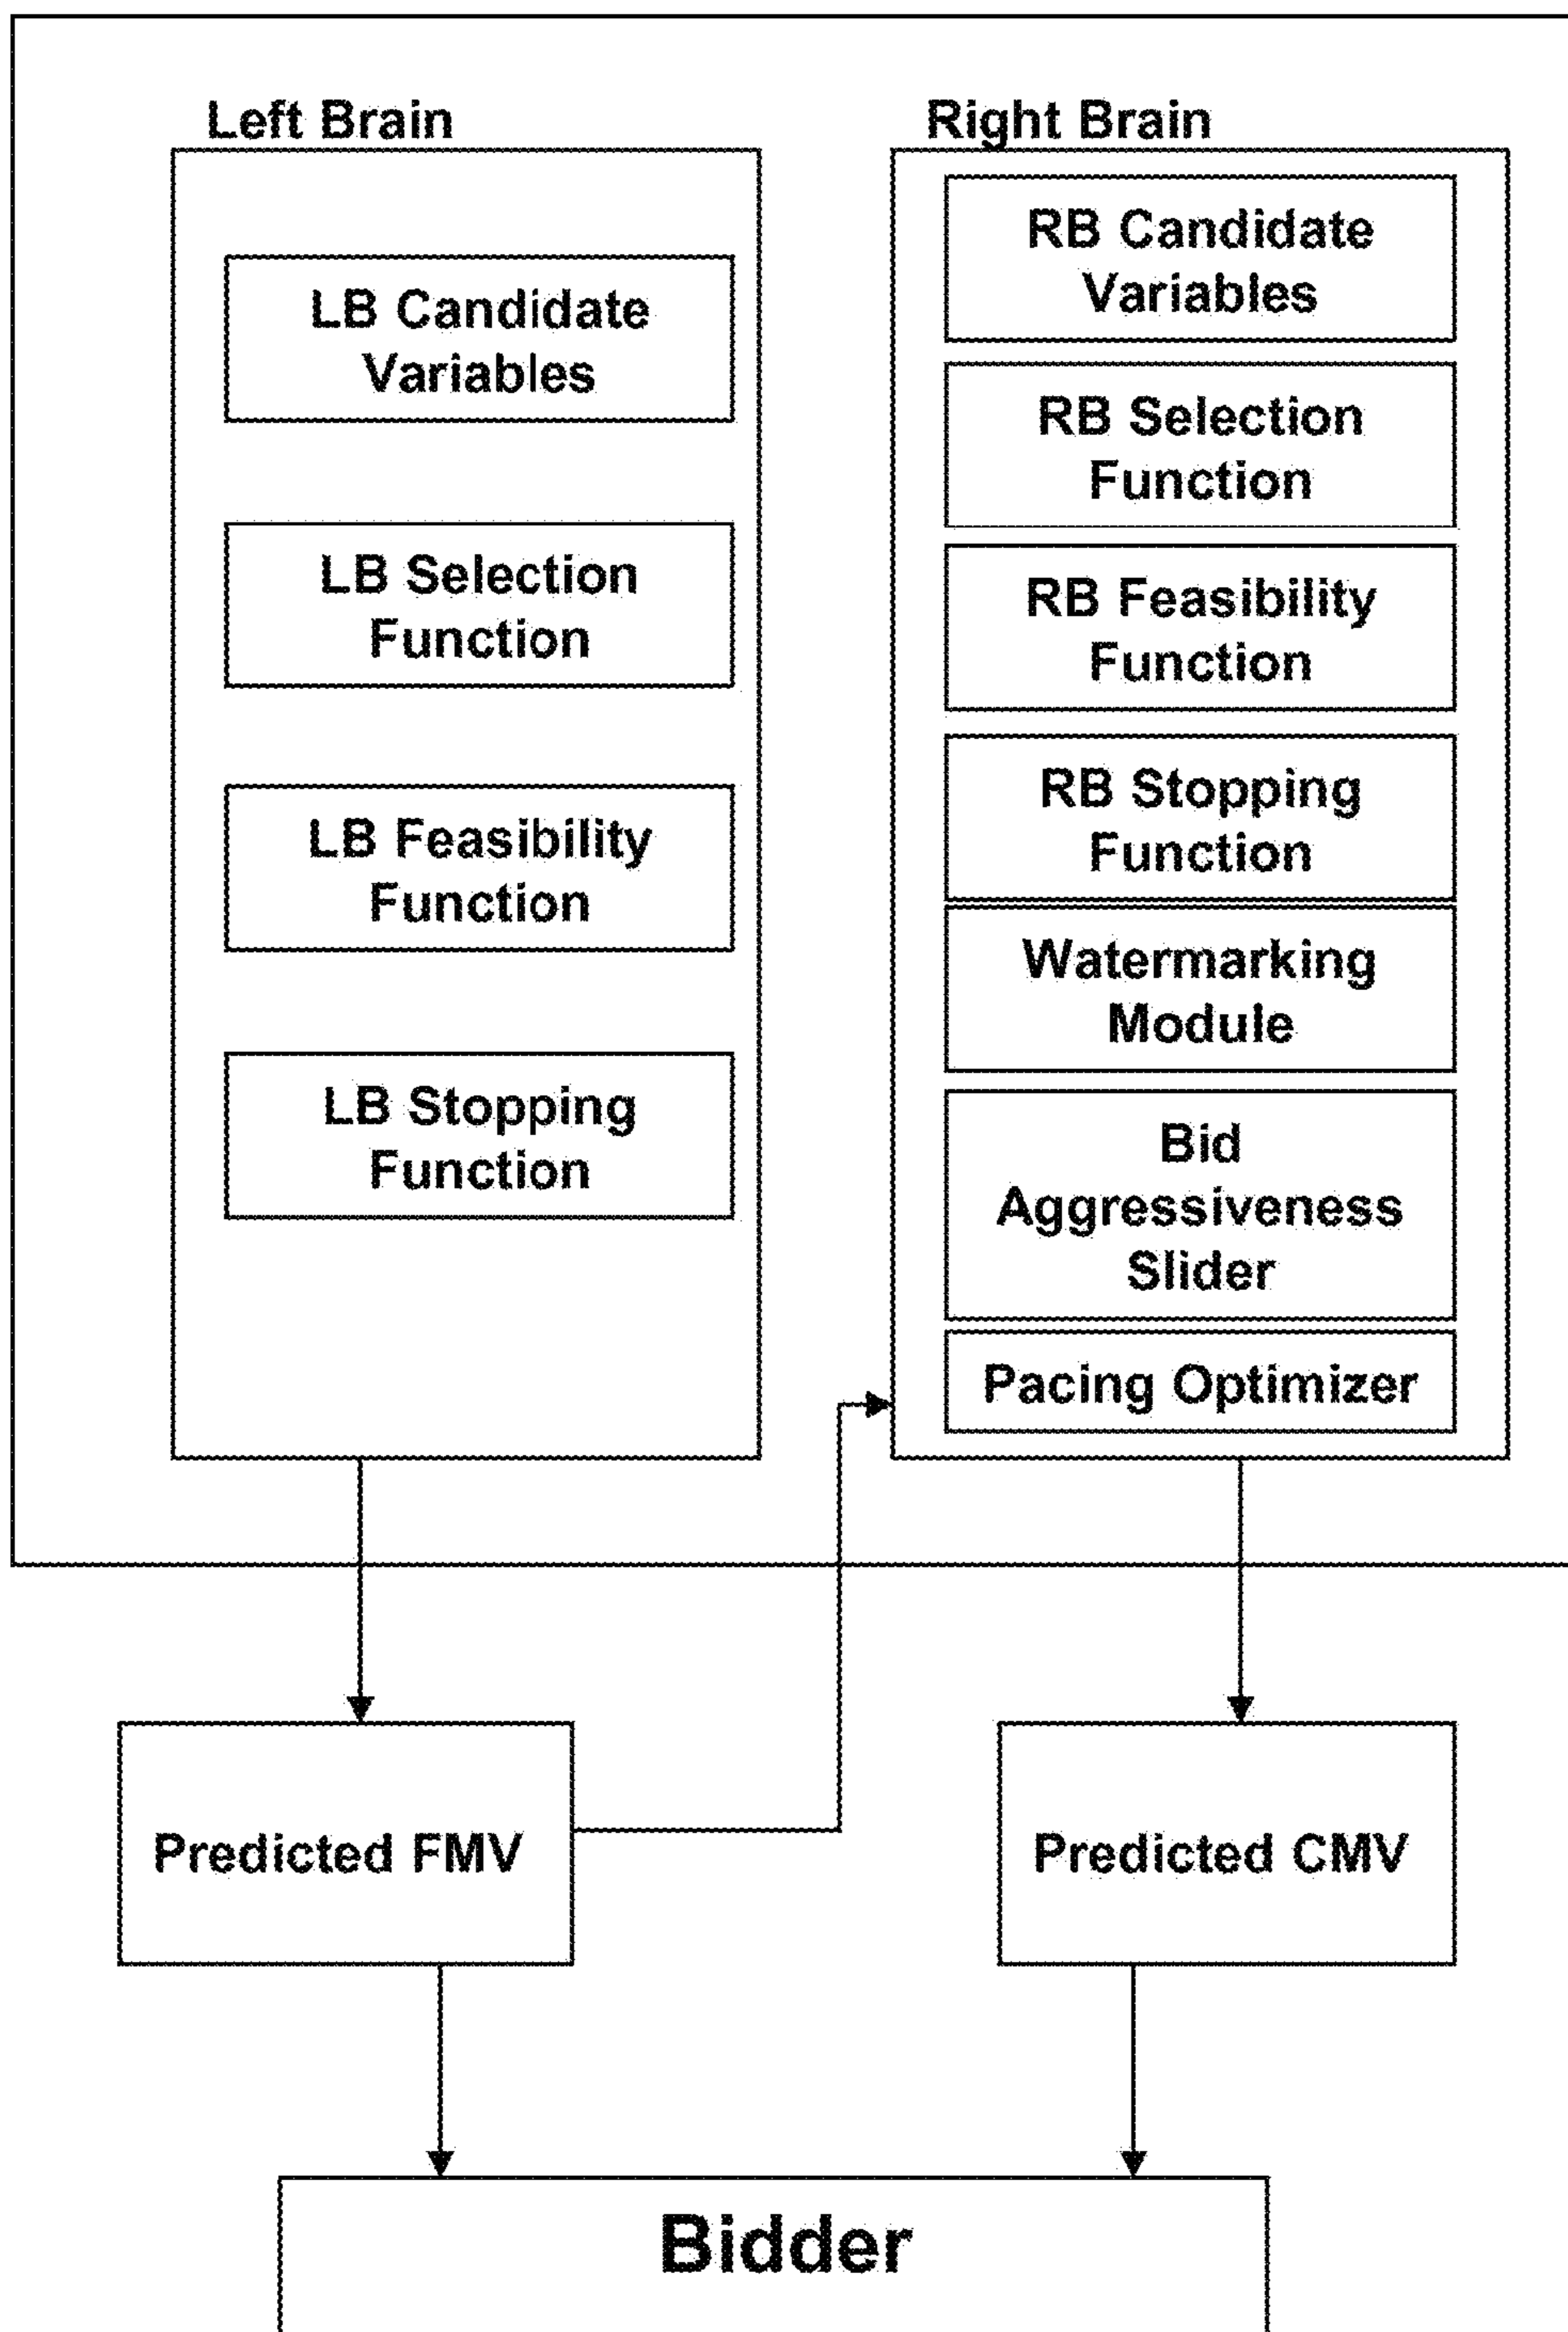 Left Brain
LB Candidate
Variables
LB Selection
Function
LB Feasibility
Function
LB Stopping
Function
Right Brain
RB Candidate
Variables
RB Selection
Function
RB Feasibility
Function
RB Stopping
Function
Watermarking
Module
Bid
Aggressiveness
Slider
Pacing Optimizer
Predicted FMV
Predicted CMV
Bidder